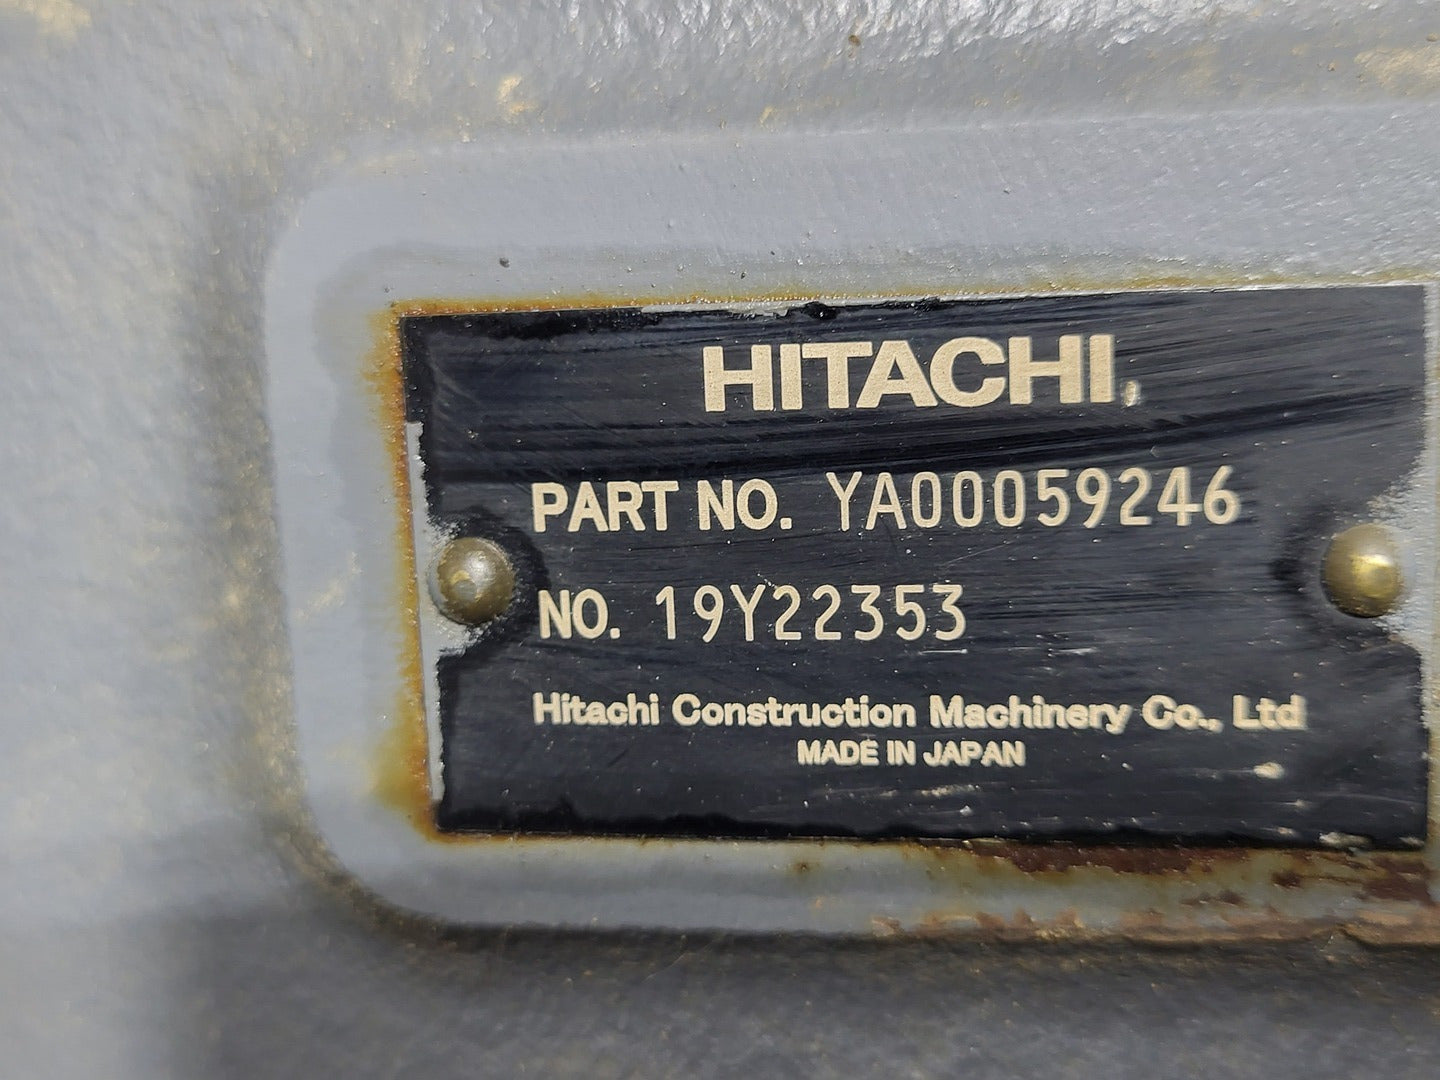 HITACHI
PART NO. YA00059246
NO. 19Y22353
Hitachi Construction Machinery Co., Ltd
MADE IN JAPAN